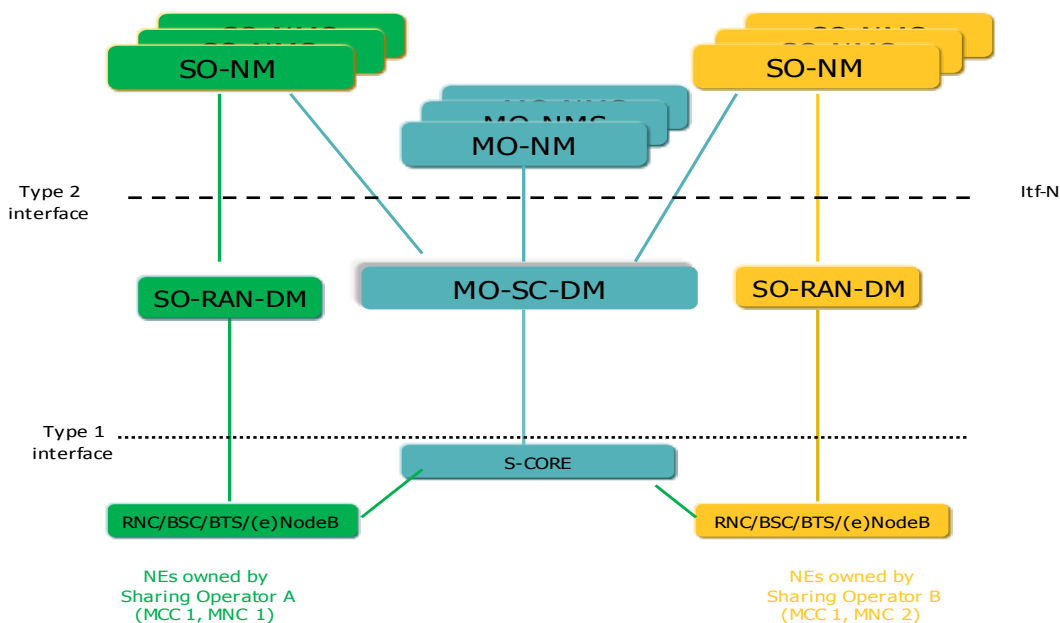 SO-NM
SO-NM
MO-NMS
MO-NM
Type 2
interface
Itf-N
SO-RAN-DM
MO-SC-DM
SO-RAN-DM
Type 1
interface
S-CORE
RNC/BSC/BTS/(e)NodeB
RNC/BSC/BTS/(e)NodeB
NEs owned by
Sharing Operator A
(MCC 1, MNC 1)
NEs owned by
Sharing Operator B
(MCC 1, MNC 2)